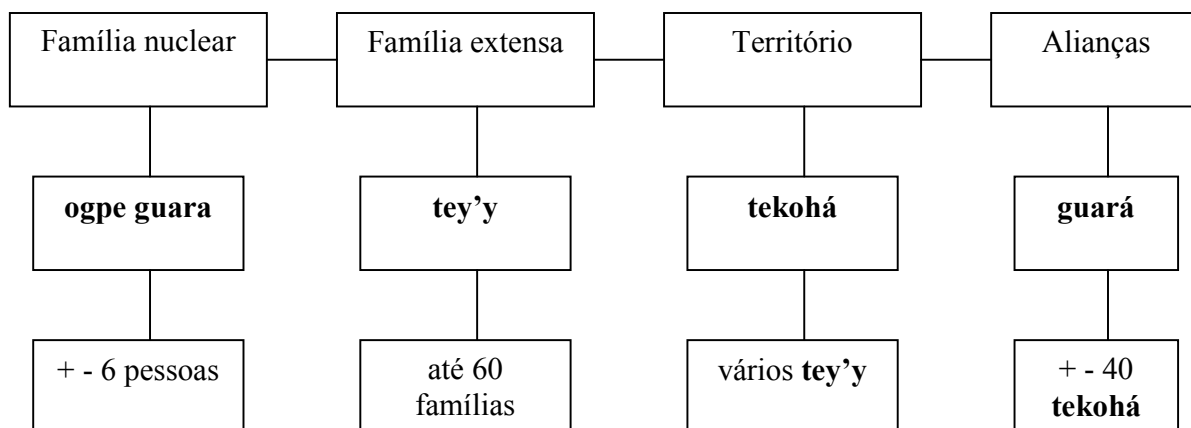 Família nuclear
Família extensa
Território
Alianças
ogpe guara
tey’y
tekohá
guará
+ - 6 pessoas
até 60
famílias
vários tey’y
+ - 40
tekohá